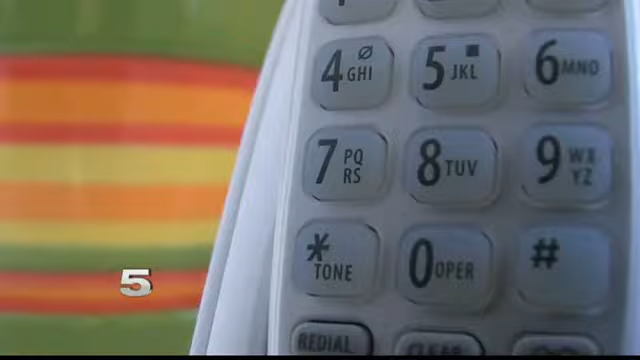 4 GHI Ø
5 JKL ■
6 MNO
7 PQ
RS
8 TUV
9 WX
YZ
*
TONE
0 OPER
#
REDIAL
CLEAR
5